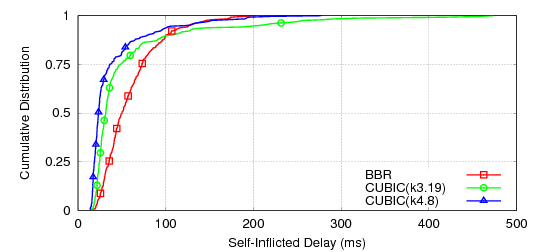 1
0.75
0.5
0.25
0
Cumulative Distribution
BBR
CUBIC(k3.19)
CUBIC(k4.8)
0 100 200 300 400 500
Self-Inflicted Delay (ms)